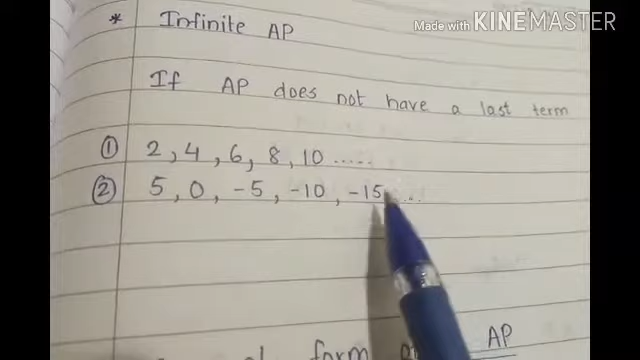 Made with KINEMASTER
* Infinite AP
If AP does not have a last term
① 2, 4, 6, 8, 10 .....
② 5, 0, -5, -10, -15 ...
form
AP